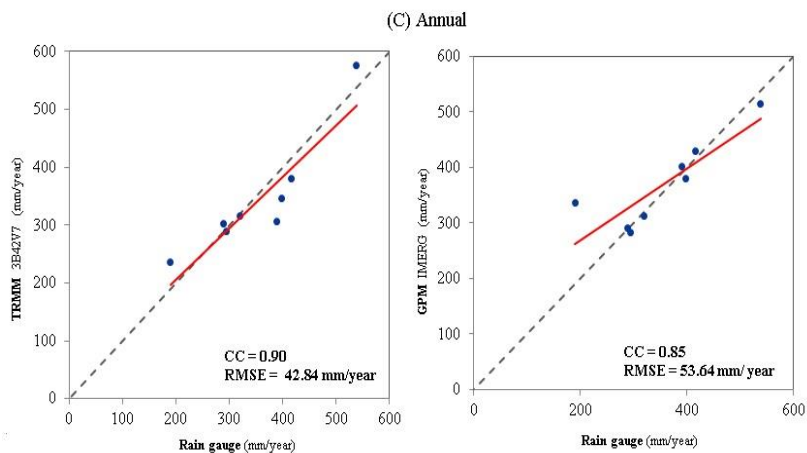 (C) Annual
600
500
400
300
200
100
0
TRMM 3B42V7 (mm/year)
CC = 0.90
RMSE = 42.84 mm/year
0 100 200 300 400 500 600
Rain gauge (mm/year)
600
500
400
300
200
100
0
GPM IMERG (mm/year)
CC = 0.85
RMSE = 53.64 mm/ year
0 200 400 600
Rain gauge (mm/year)